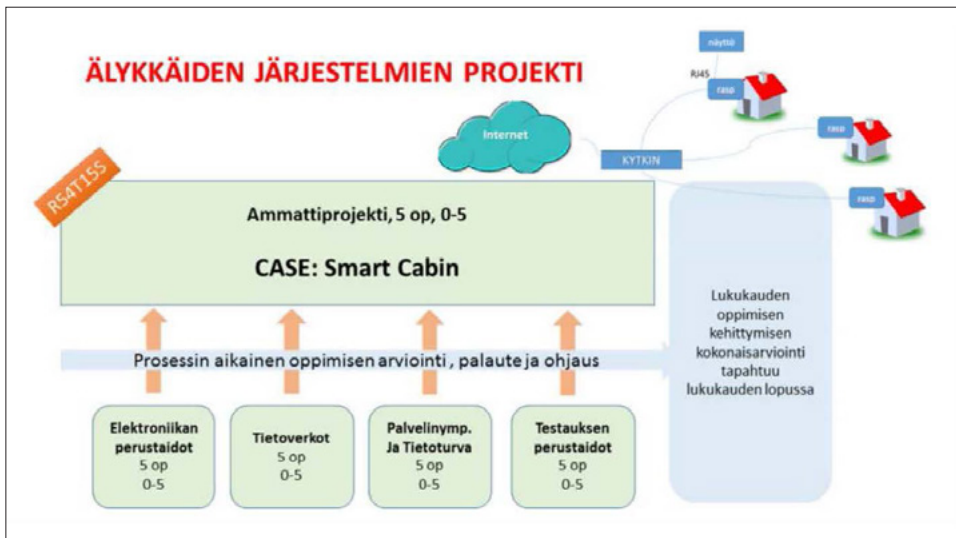 ÄLYKKÄIDEN JÄRJESTELMIEN PROJEKTI
näyttö
RJ45
rasp
Internet
KYTKIN
rasp
rasp
R54T15S
Ammattiprojekti, 5 op, 0-5
CASE: Smart Cabin
Prosessin aikainen oppimisen arviointi , palaute ja ohjaus
Lukukauden
oppimisen
kehittymisen
kokonaisarviointi
tapahtuu
lukukauden lopussa
Elektroniikan
perustaidot
5 op
0-5
Tietoverkot
5 op
0-5
Palvelinymp.
Ja Tietoturva
5 op
0-5
Testauksen
perustaidot
5 op
0-5